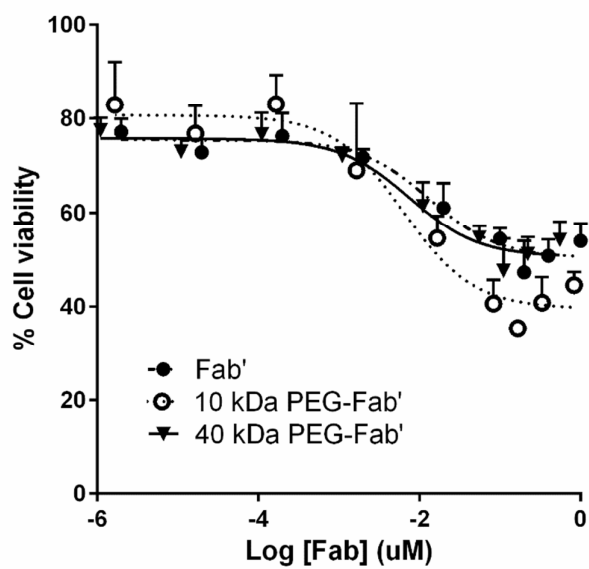 100
80
60
40
20
0
% Cell viability
Fab'
10 kDa PEG-Fab'
40 kDa PEG-Fab'
-6 -4 -2 0
Log [Fab] (uM)